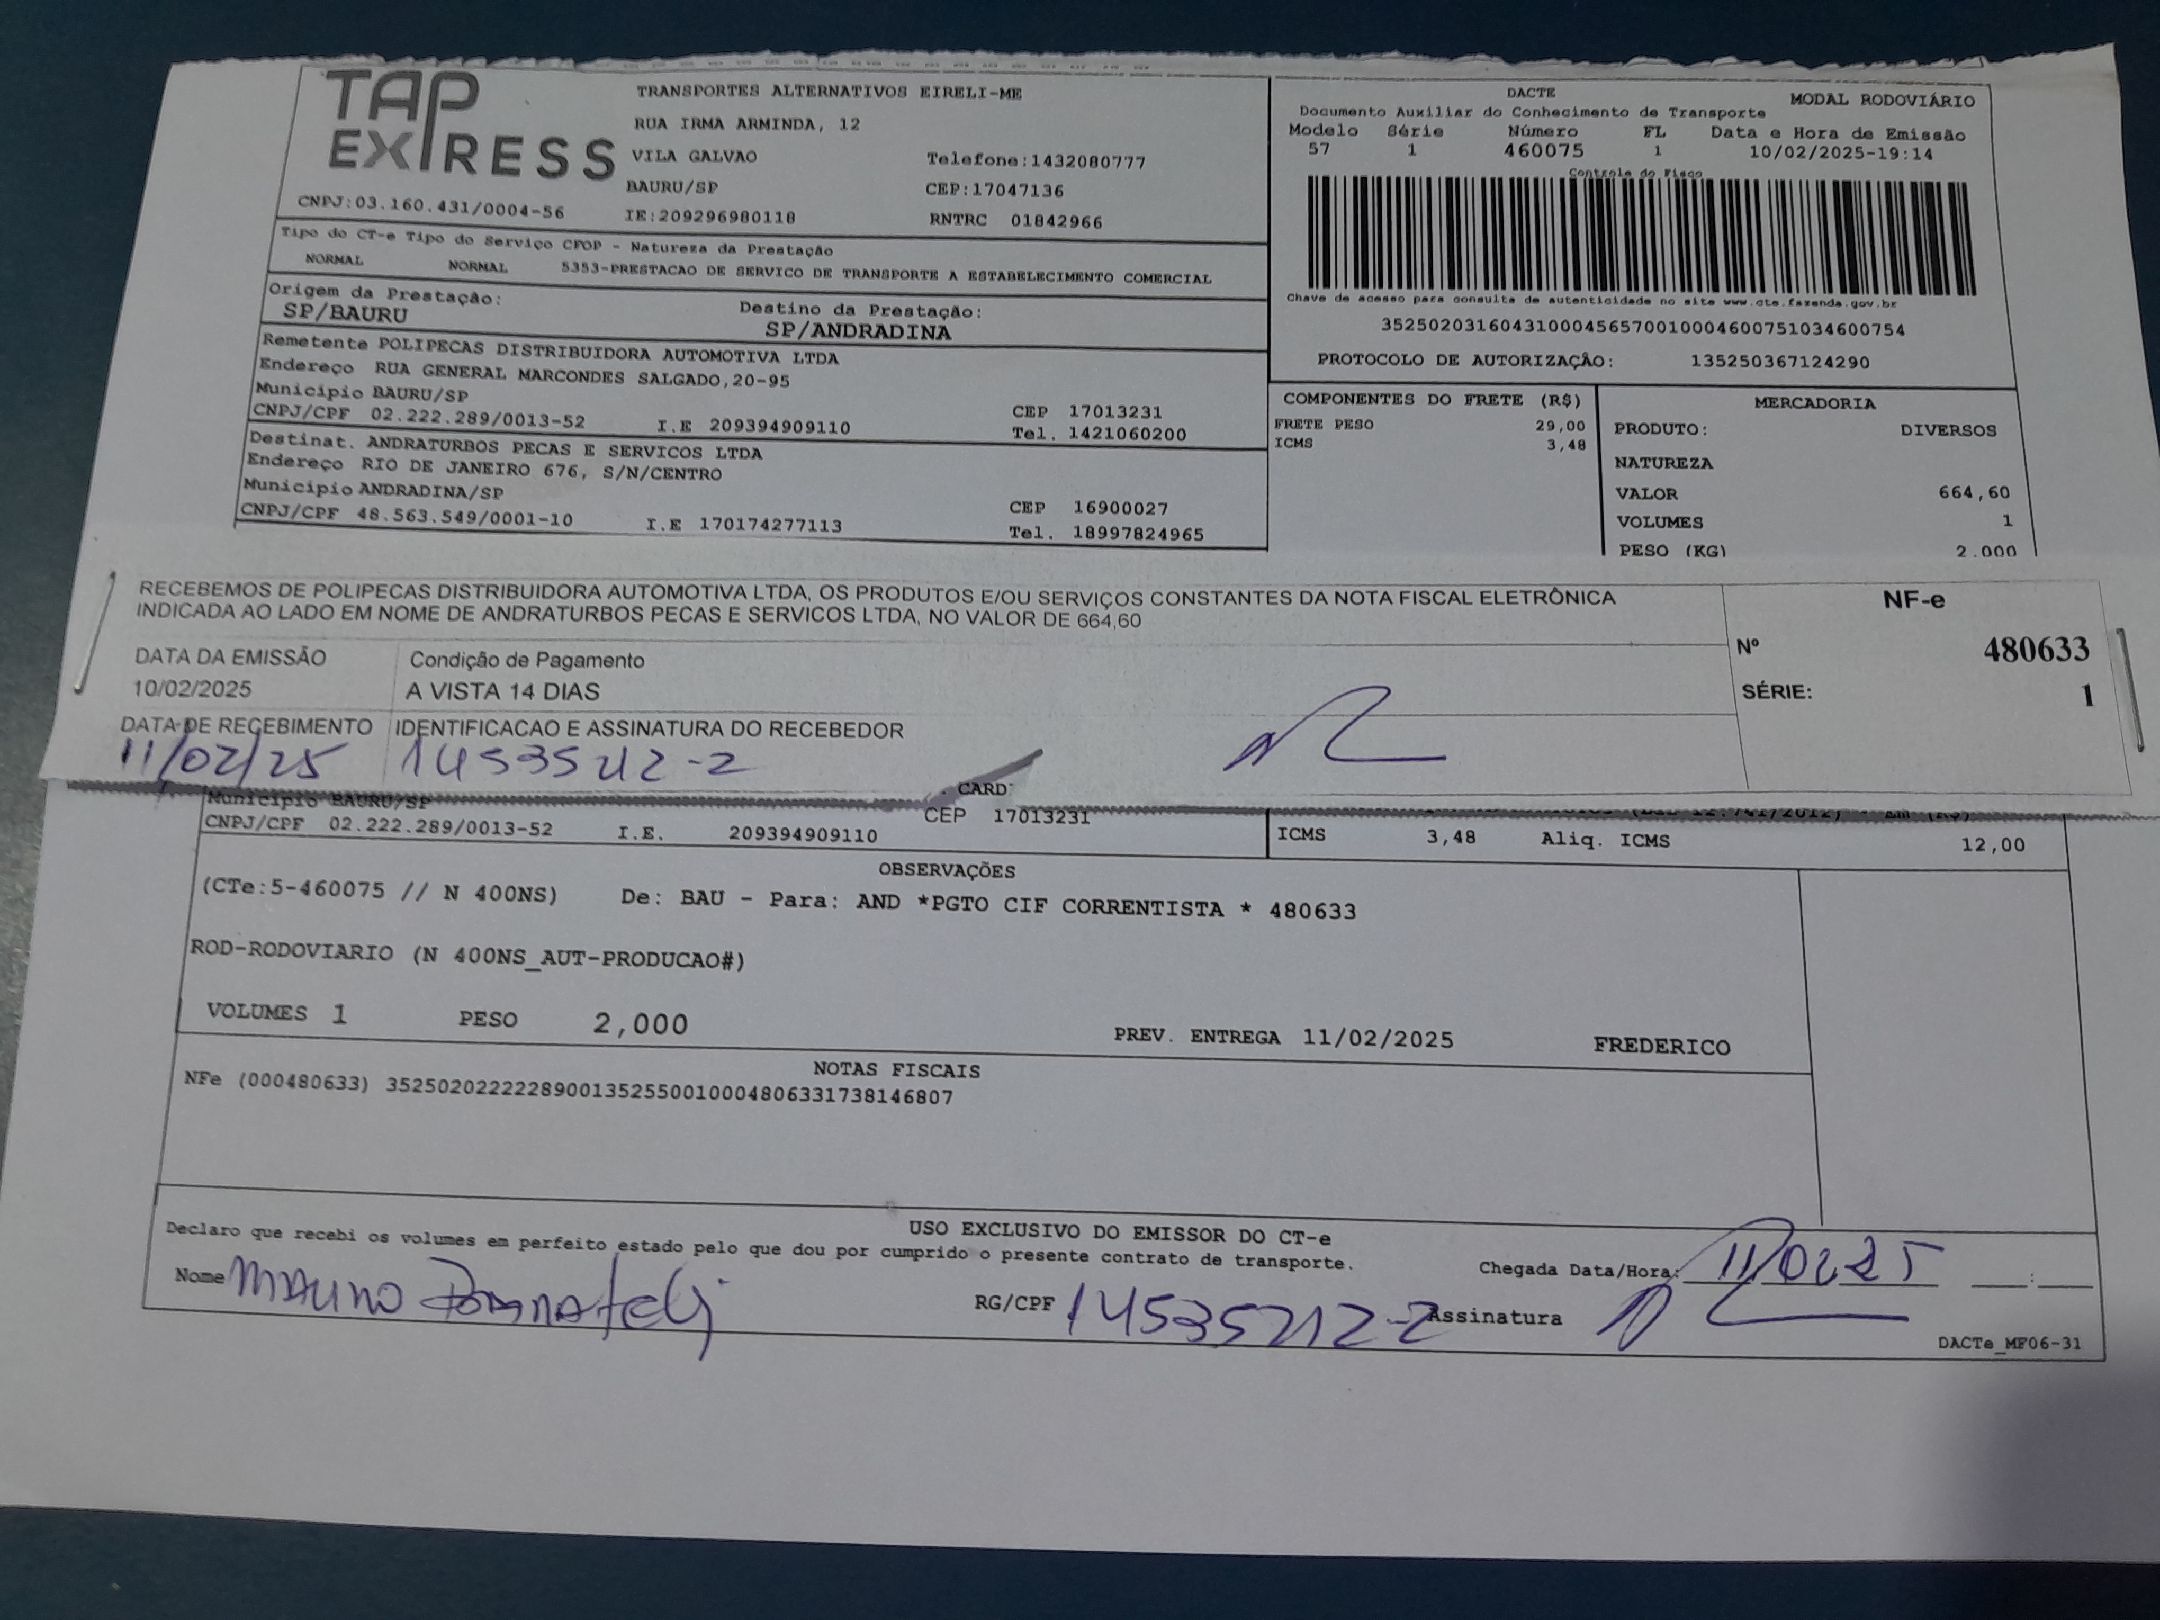 TAP EXPRESS
TRANSPORTES ALTERNATIVOS EIRELI-ME
RUA IRMA ARMINDA, 12
VILA GALVAO Telefone:1432080777
BAURU/SP CEP:17047136
CNPJ:03.160.431/0004-56 IE:209296980118 RNTRC 01842966
Tipo do CT-e Tipo do Serviço CFOP - Natureza da Prestação
NORMAL NORMAL 5353-PRESTACAO DE SERVICO DE TRANSPORTE A ESTABELECIMENTO COMERCIAL
Origem da Prestação: Destino da Prestação:
SP/BAURU SP/ANDRADINA
Remetente POLIPECAS DISTRIBUIDORA AUTOMOTIVA LTDA
Endereço RUA GENERAL MARCONDES SALGADO,20-95
Municipio BAURU/SP CEP 17013231
CNPJ/CPF 02.222.289/0013-52 I.E 209394909110 Tel. 1421060200
Destinat. ANDRATURBOS PECAS E SERVICOS LTDA
Endereço RIO DE JANEIRO 676, S/N/CENTRO
Municipio ANDRADINA/SP CEP 16900027
CNPJ/CPF 48.563.549/0001-10 I.E 170174277113 Tel. 18997824965
DACTE MODAL RODOVIÁRIO
Documento Auxiliar do Conhecimento de Transporte
Modelo Série Número FL Data e Hora de Emissão
57 1 460075 1 10/02/2025-19:14
Controle do Fisco
Chave de acesso para consulta de autenticidade no site www.cte.fazenda.gov.br
35250203160431000456570010004600751034600754
PROTOCOLO DE AUTORIZAÇÃO: 135250367124290
COMPONENTES DO FRETE (R$)
FRETE PESO 29,00
ICMS 3,48
MERCADORIA
PRODUTO: DIVERSOS
NATUREZA
VALOR 664,60
VOLUMES 1
PESO (KG) 2.000
RECEBEMOS DE POLIPECAS DISTRIBUIDORA AUTOMOTIVA LTDA, OS PRODUTOS E/OU SERVIÇOS CONSTANTES DA NOTA FISCAL ELETRÔNICA
INDICADA AO LADO EM NOME DE ANDRATURBOS PECAS E SERVICOS LTDA, NO VALOR DE 664,60
NF-e
Nº 480633
SÉRIE: 1
DATA DA EMISSÃO Condição de Pagamento
10/02/2025 A VISTA 14 DIAS
DATA DE RECEBIMENTO IDENTIFICACAO E ASSINATURA DO RECEBEDOR
11/02/25 14535212-2
CARD
Municipio BAURU/SP CEP 17013231
CNPJ/CPF 02.222.289/0013-52 I.E. 209394909110
ICMS 3,48 Aliq. ICMS 12,00
OBSERVAÇÕES
(CTe:5-460075 // N 400NS) De: BAU - Para: AND *PGTO CIF CORRENTISTA * 480633
ROD-RODOVIARIO (N 400NS_AUT-PRODUCAO#)
VOLUMES 1 PESO 2,000 PREV. ENTREGA 11/02/2025 FREDERICO
NOTAS FISCAIS
NFe (000480633) 35250202222289001352550010004806331738146807
USO EXCLUSIVO DO EMISSOR DO CT-e
Declaro que recebi os volumes em perfeito estado pelo que dou por cumprido o presente contrato de transporte.
Chegada Data/Hora: 11/02/25 __:__
Nome RG/CPF 14535212-2 Assinatura
DACTe_MF06-31